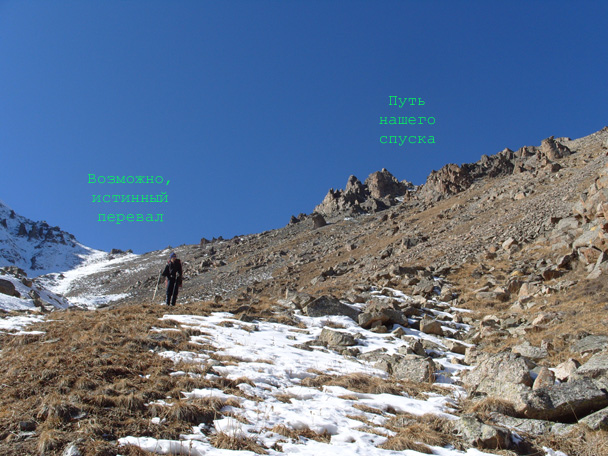 Путь
нашего
спуска
Возможно,
истинный
перевал